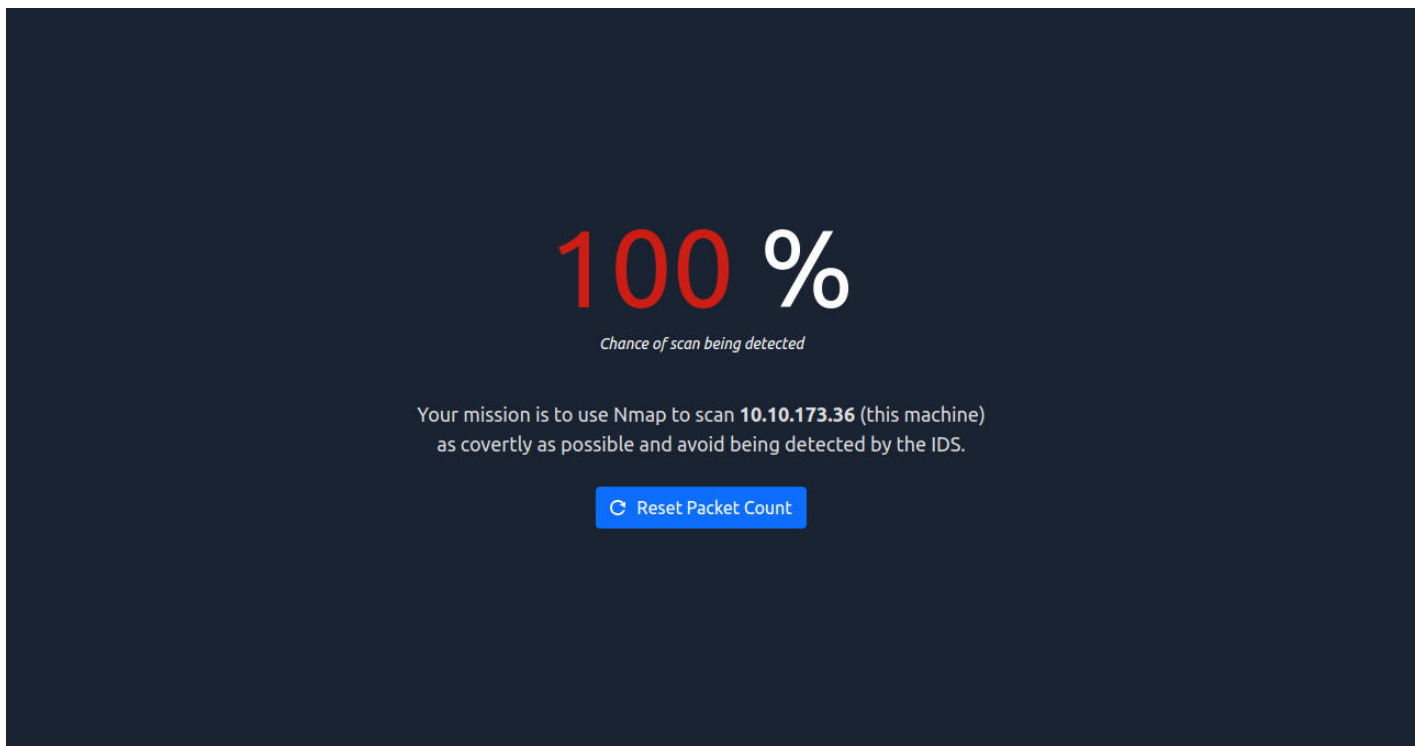 100 %
Chance of scan being detected
Your mission is to use Nmap to scan 10.10.173.36 (this machine)
as covertly as possible and avoid being detected by the IDS.
Reset Packet Count